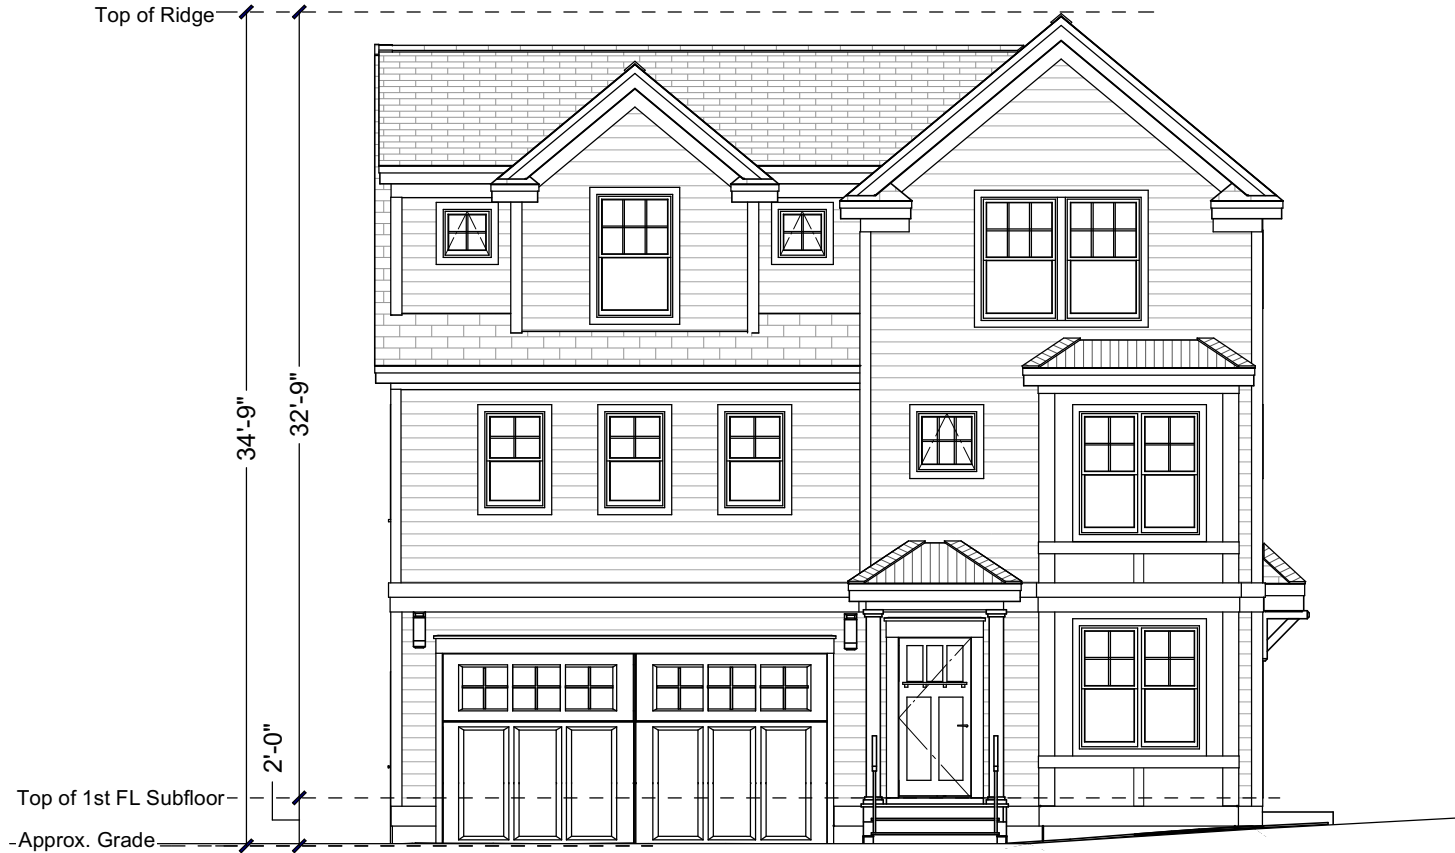 Top of Ridge
34'-9"
32'-9"
2'-0"
Top of 1st FL Subfloor
Approx. Grade